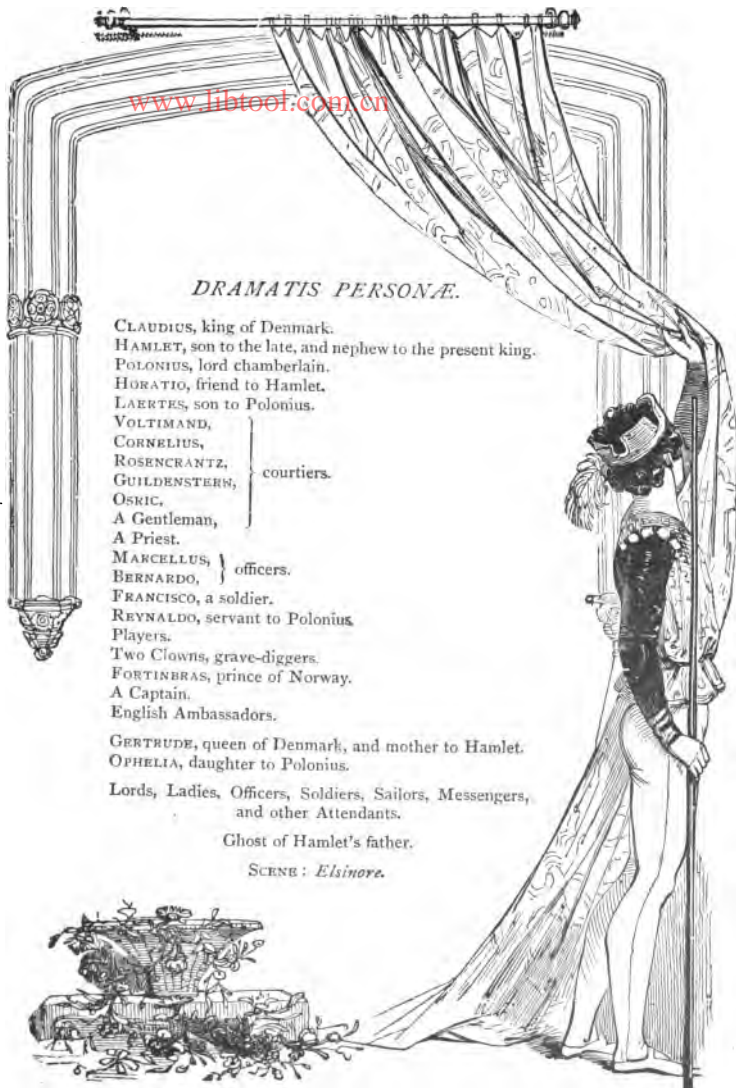 www.libtool.com.cn
DRAMATIS PERSONÆ.
CLAUDIUS, king of Denmark.
HAMLET, son to the late, and nephew to the present king.
POLONIUS, lord chamberlain.
HORATIO, friend to Hamlet.
LAERTES, son to Polonius.
VOLTIMAND,
CORNELIUS,
ROSENCRANTZ,
GUILDENSTERN,
courtiers.
OSRIC,
A Gentleman,
A Priest.
MARCELLUS,
BERNARDO,
officers.
FRANCISCO, a soldier.
REYNALDO, servant to Polonius.
Players.
Two Clowns, grave-diggers.
FORTINBRAS, prince of Norway.
A Captain.
English Ambassadors.
GERTRUDE, queen of Denmark, and mother to Hamlet.
OPHELIA, daughter to Polonius.
Lords, Ladies, Officers, Soldiers, Sailors, Messengers,
and other Attendants.
Ghost of Hamlet's father.
SCENE: Elsinore.